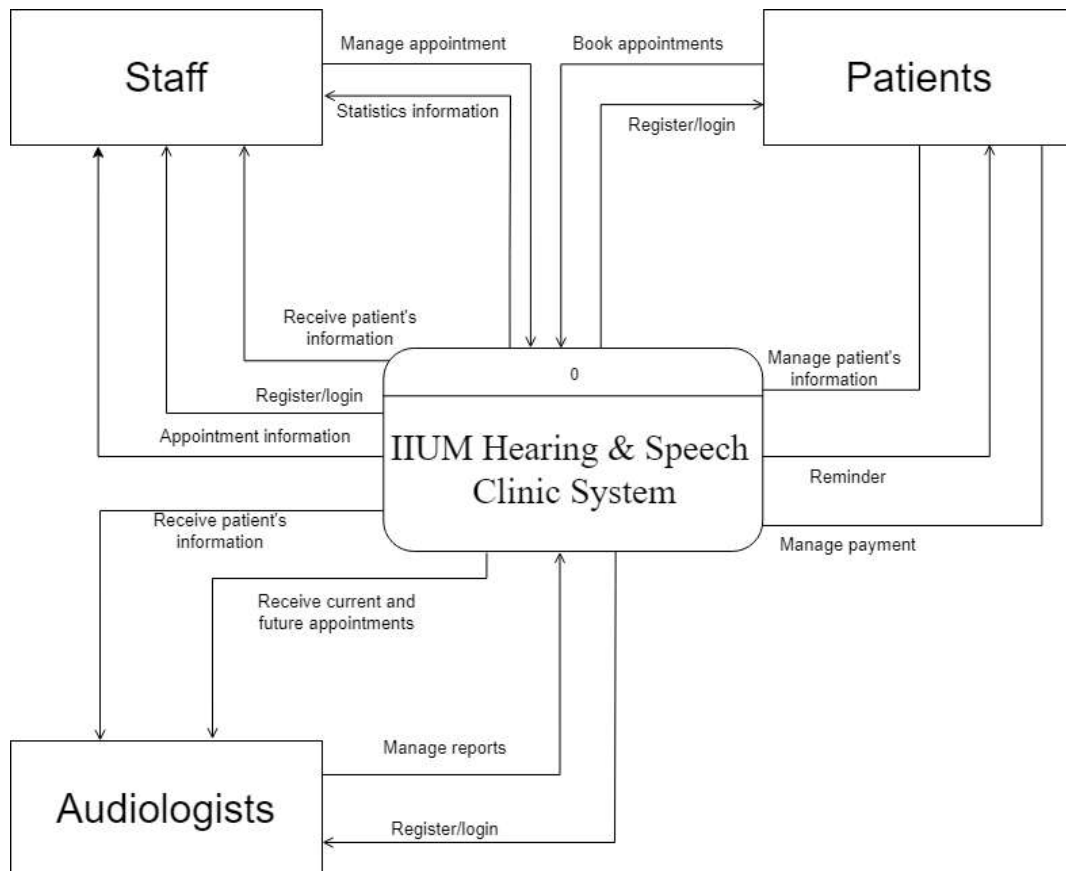 Staff
Manage appointment
Book appointments
Patients
Statistics information
Register/login
Receive patient's
information
Register/login
Appointment information
0
IIUM Hearing & Speech
Clinic System
Manage patient's
information
Reminder
Manage payment
Receive patient's
information
Receive current and
future appointments
Manage reports
Audiologists
Register/login